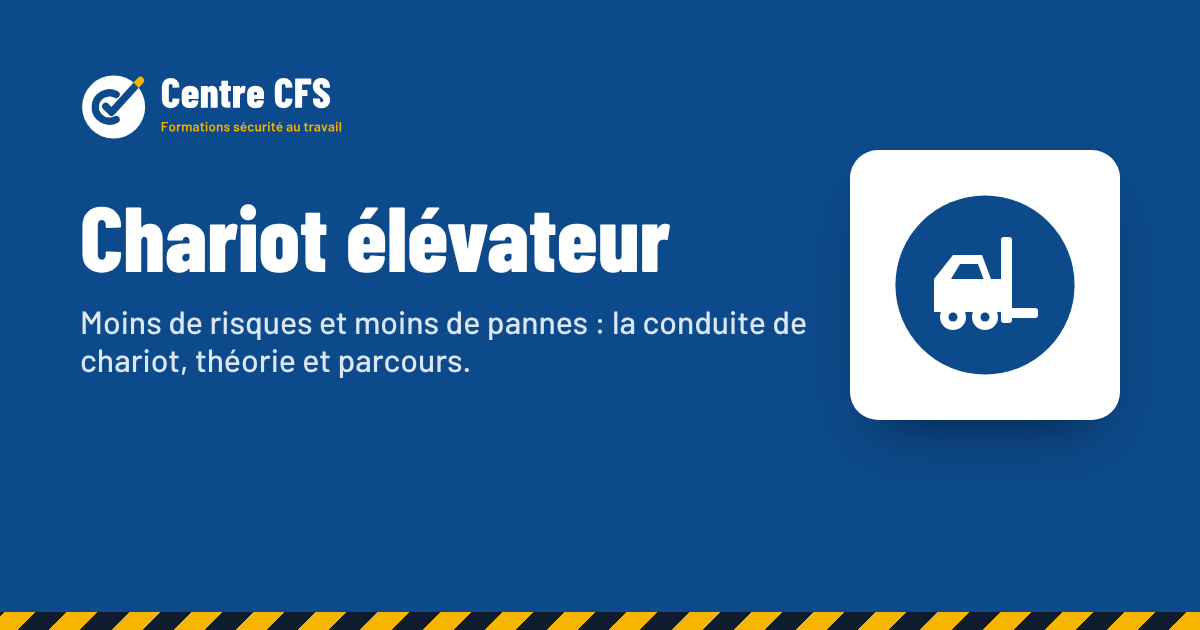 Centre CFS
Formations sécurité au travail
Chariot élévateur
Moins de risques et moins de pannes : la conduite de
chariot, théorie et parcours.